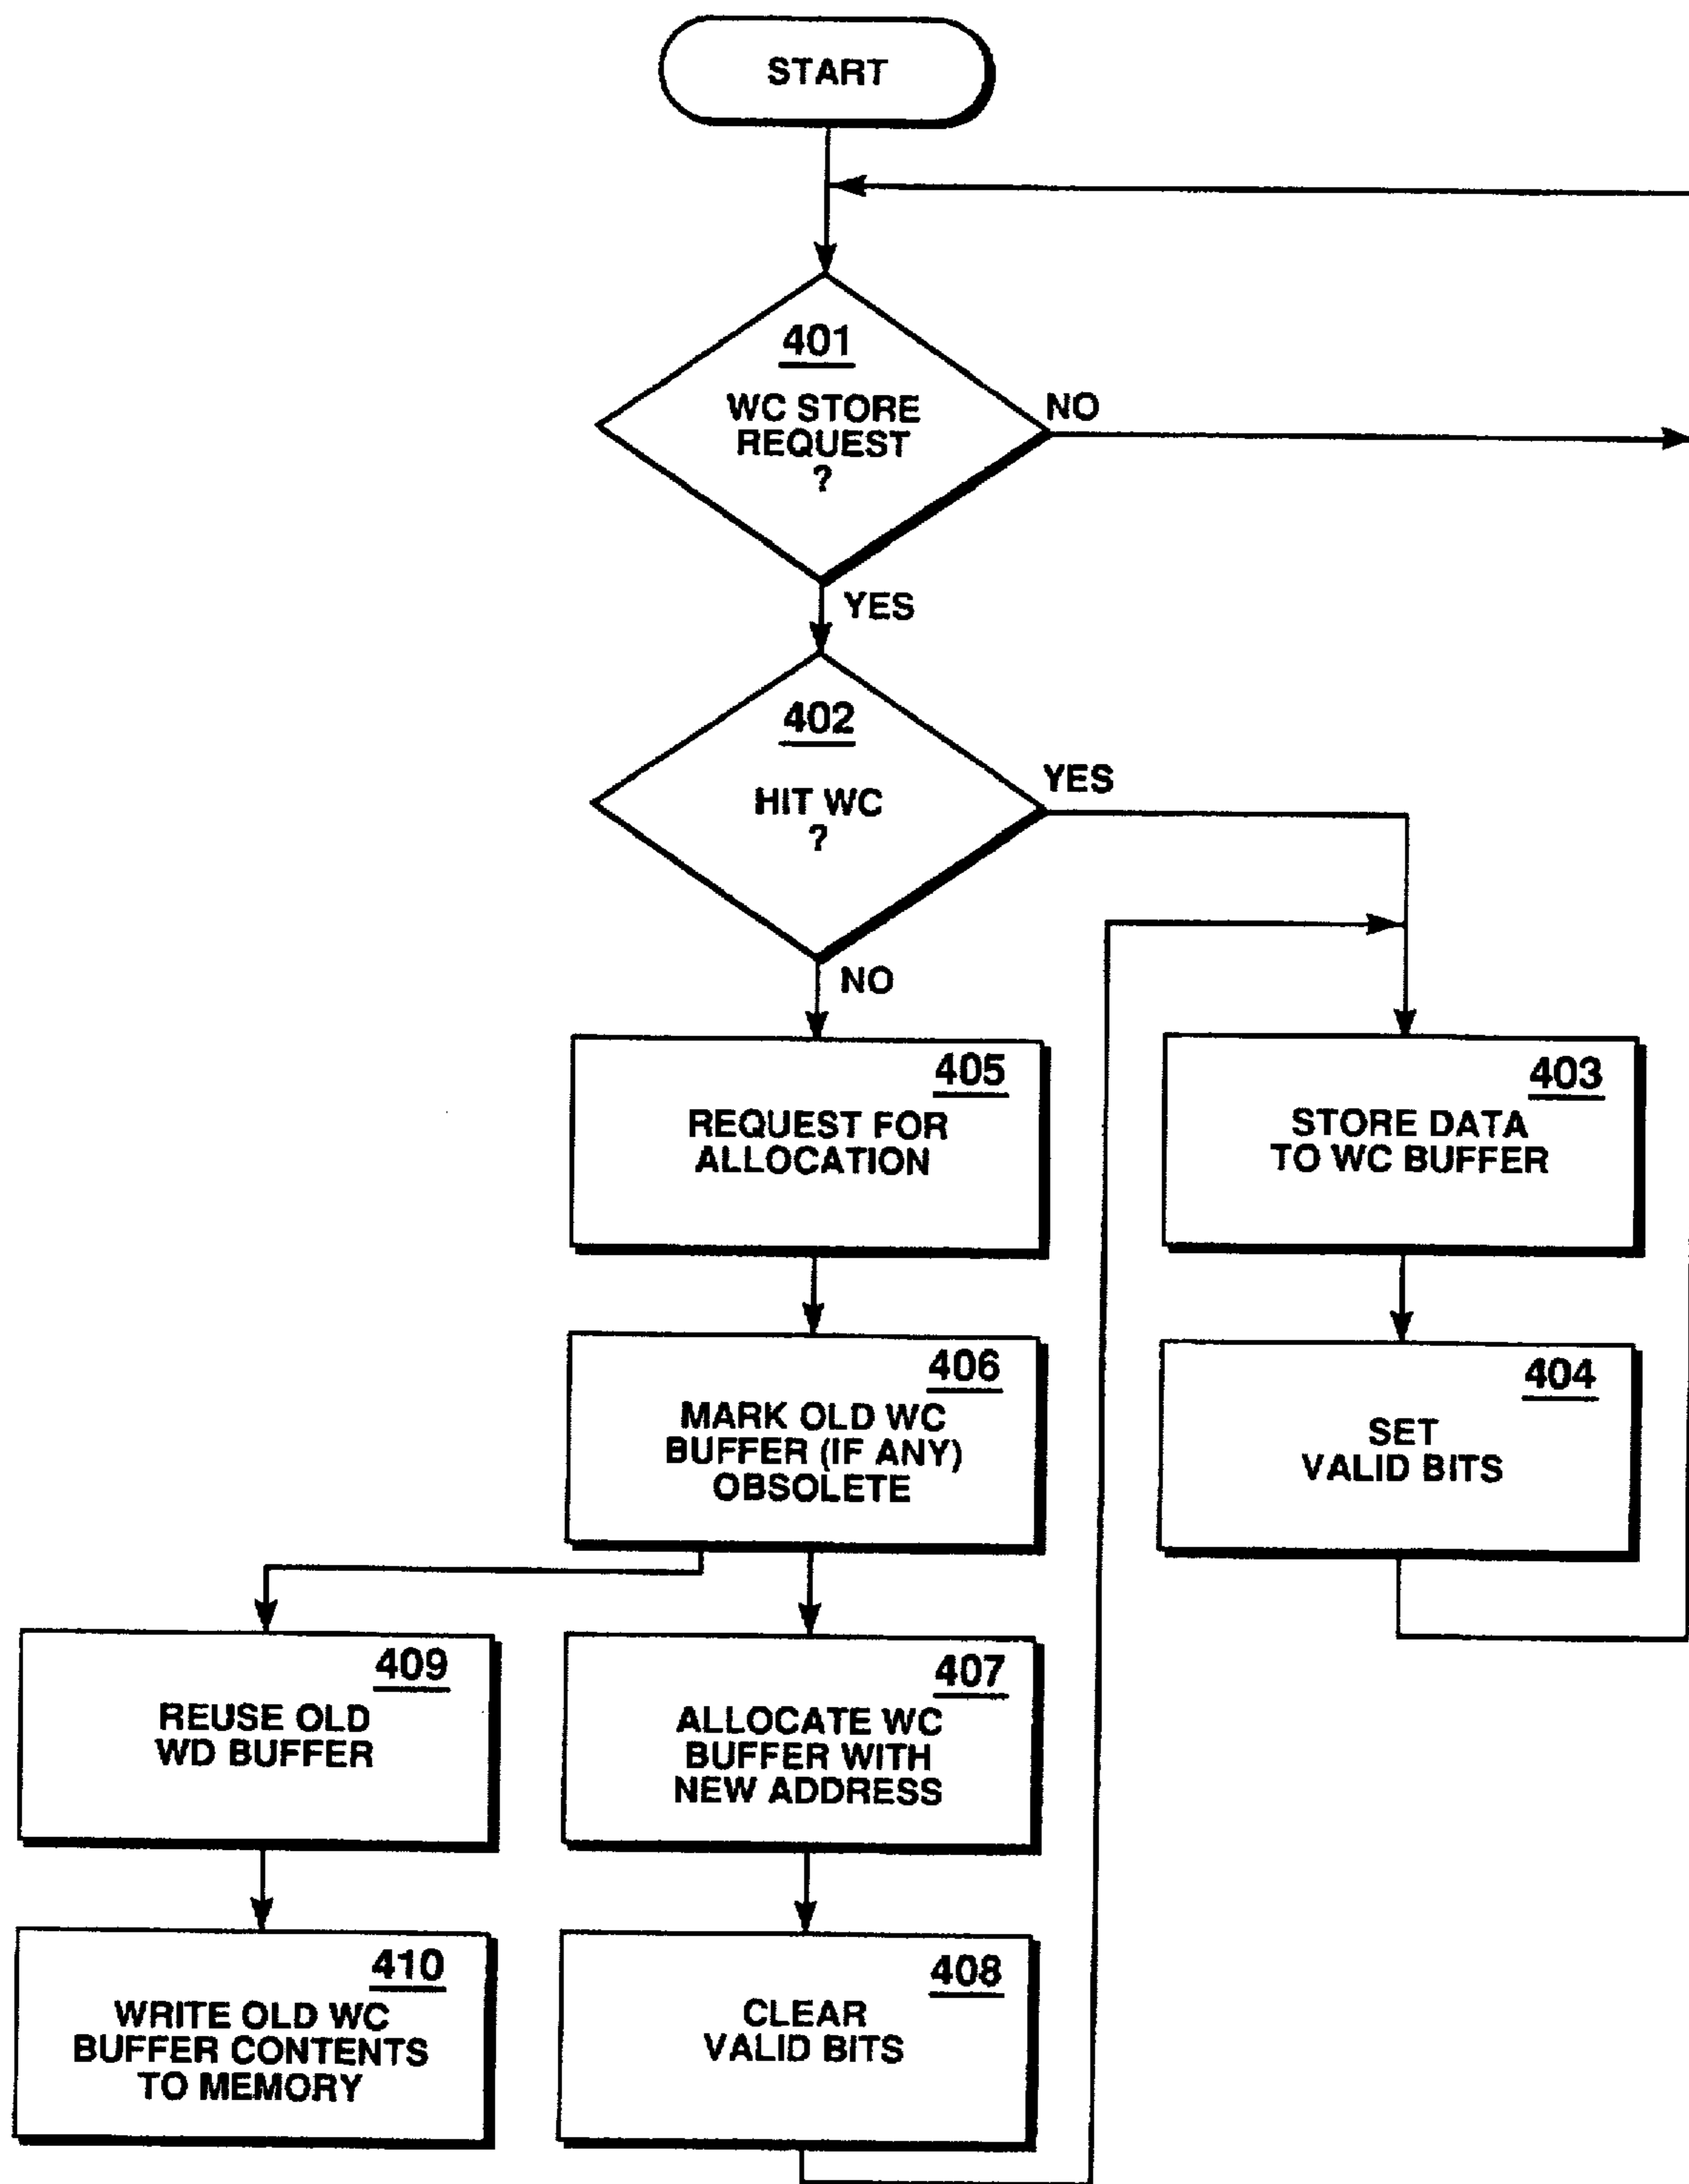 START
401
WC STORE
REQUEST
?
NO
YES
402
HIT WC
?
YES
NO
405
REQUEST FOR
ALLOCATION
403
STORE DATA
TO WC BUFFER
406
MARK OLD WC
BUFFER (IF ANY)
OBSOLETE
404
SET
VALID BITS
409
REUSE OLD
WD BUFFER
407
ALLOCATE WC
BUFFER WITH
NEW ADDRESS
410
WRITE OLD WC
BUFFER CONTENTS
TO MEMORY
408
CLEAR
VALID BITS